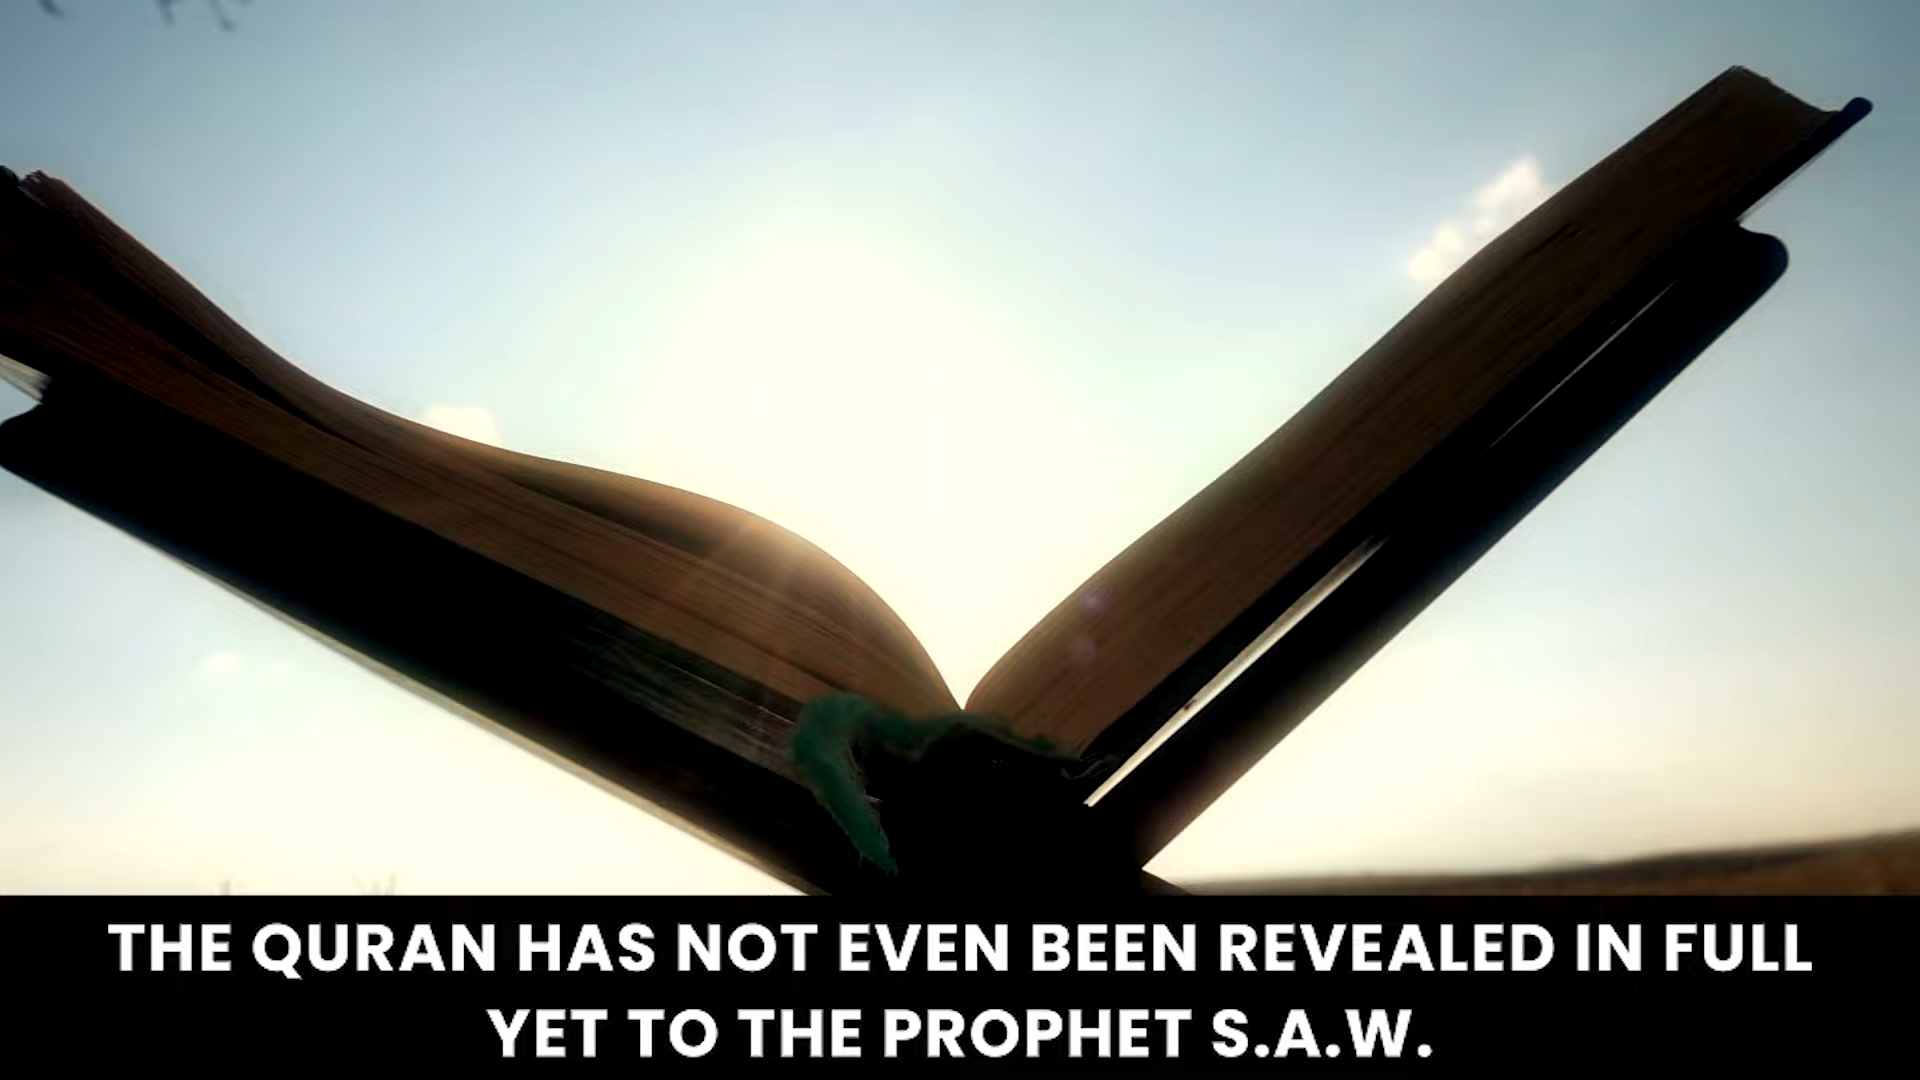 THE QURAN HAS NOT EVEN BEEN REVEALED IN FULL
YET TO THE PROPHET S.A.W.